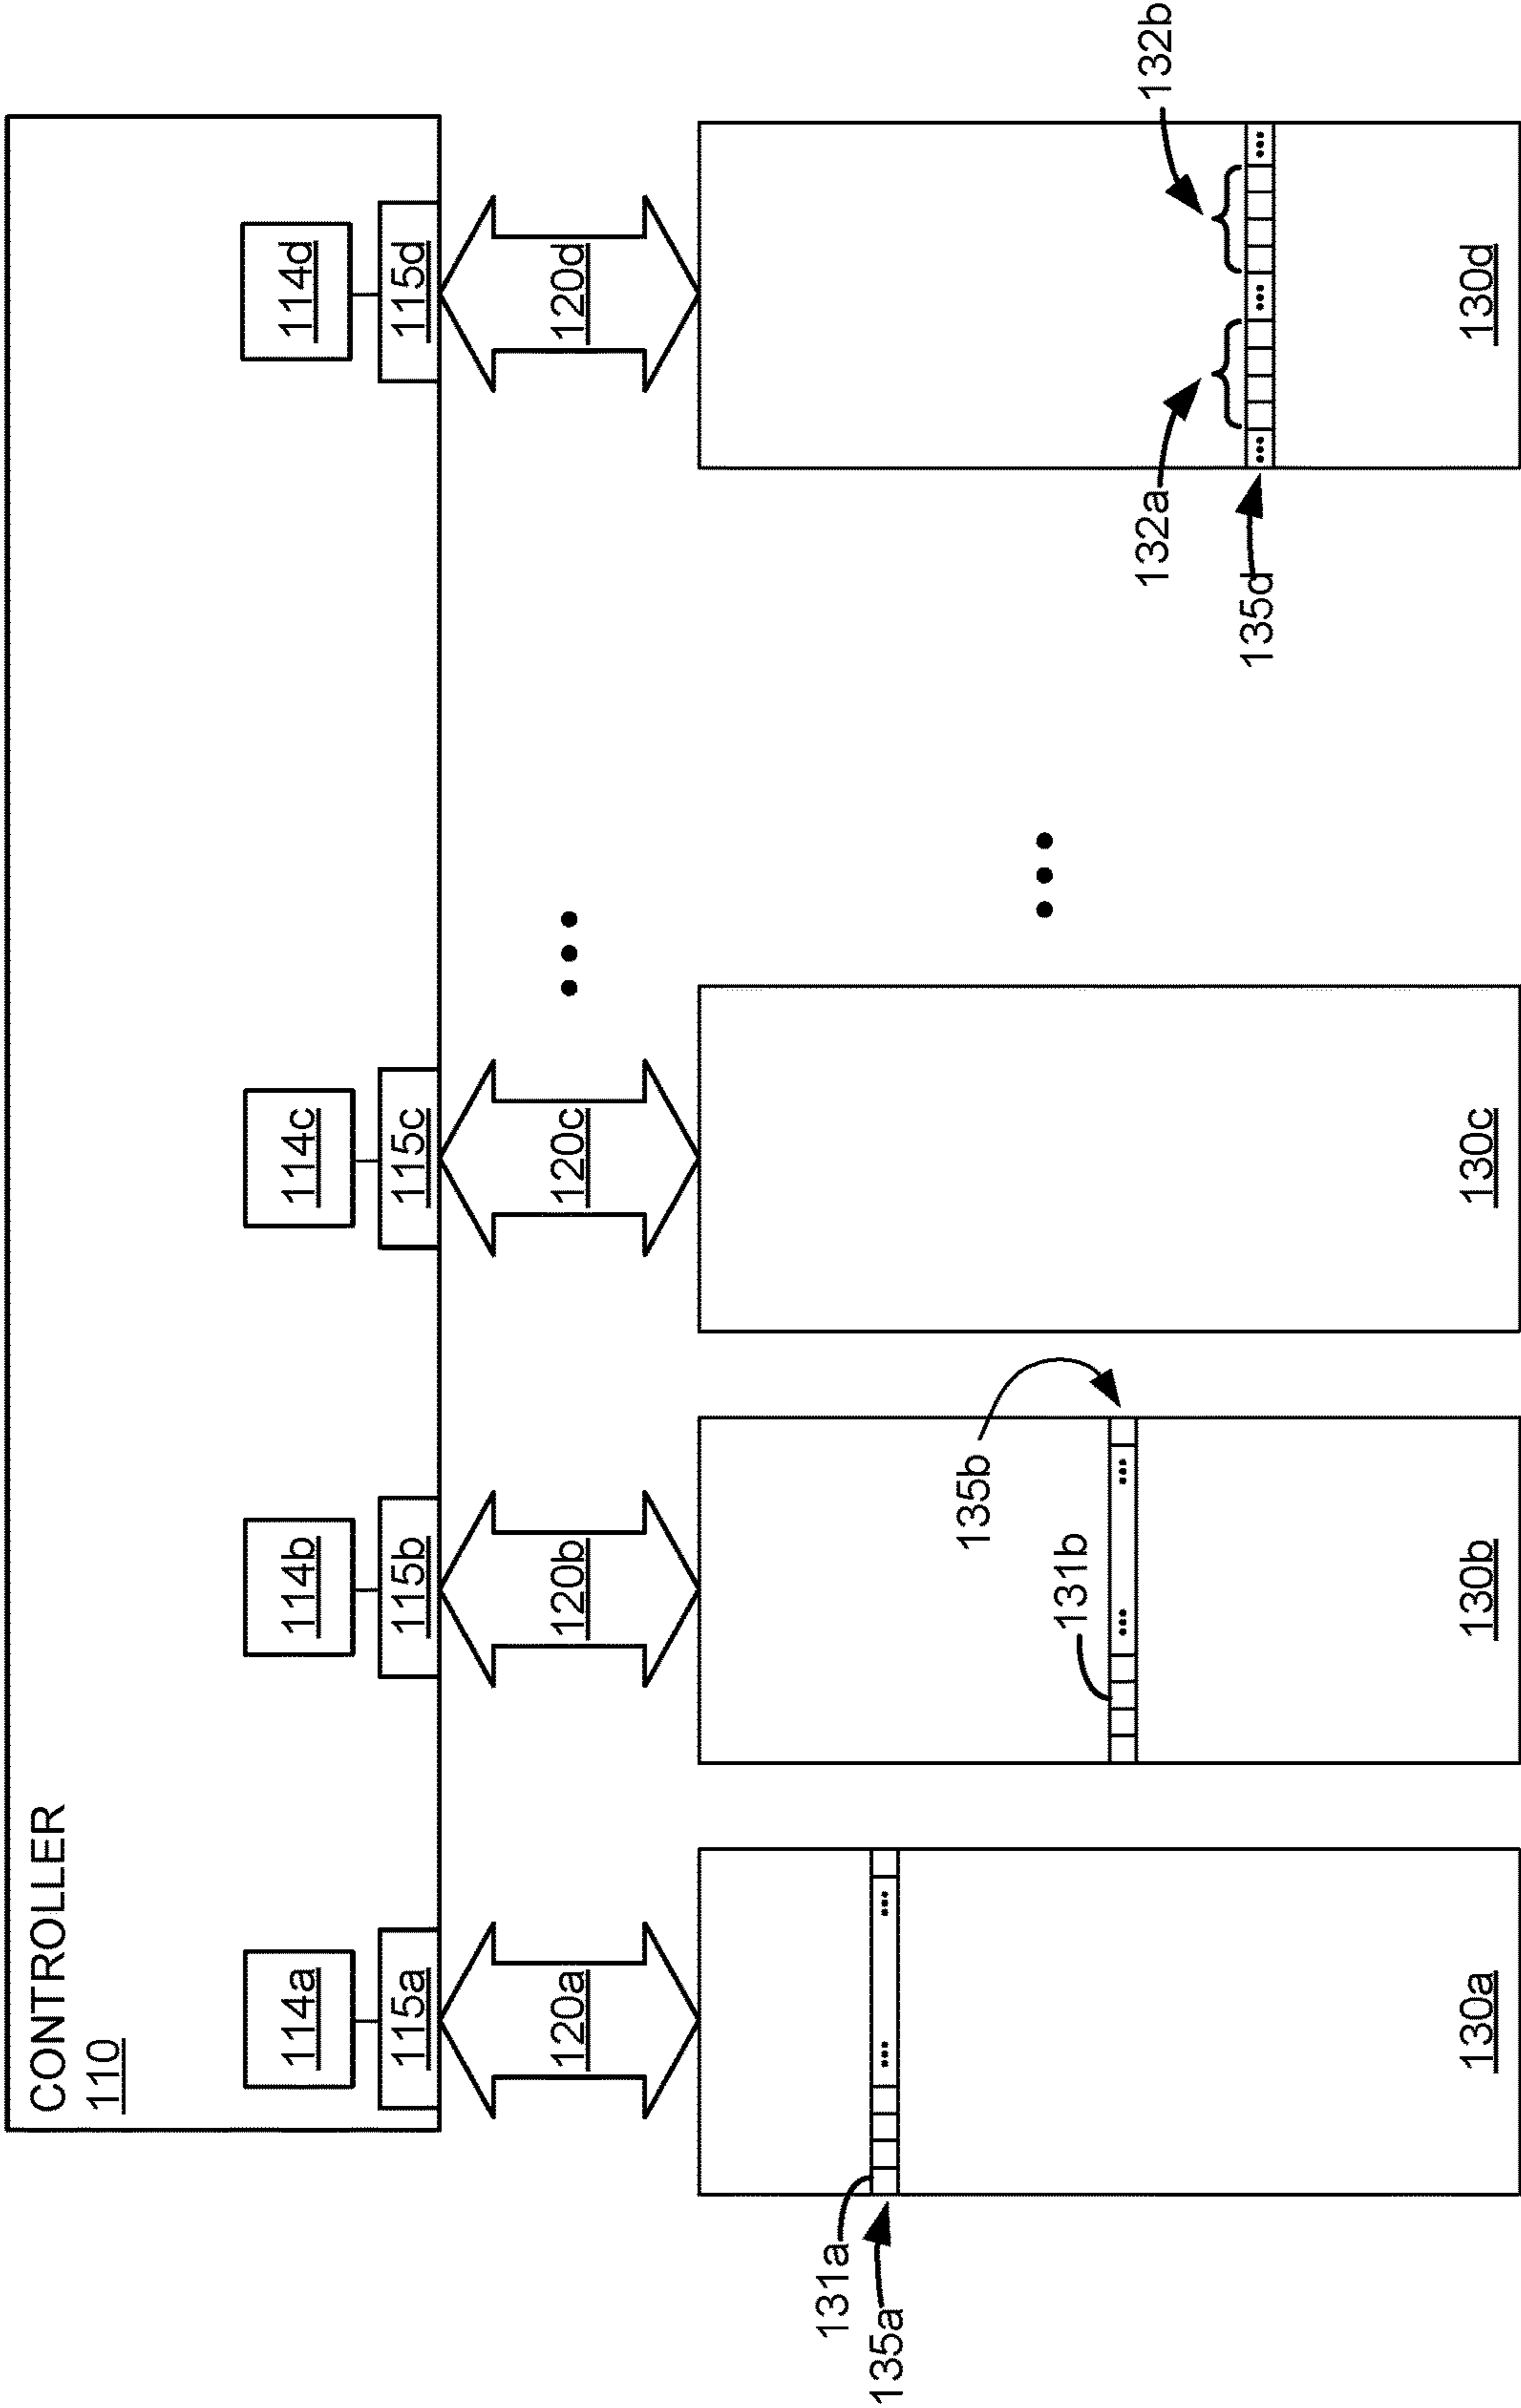 CONTROLLER
110
114a
114b
114c
114d
115a
115b
115c
115d
120a
120b
120c
120d
•••
131a
135a
...
...
130a
135b
131b
...
...
130b
130c
•••
132a
132b
135d
...
...
...
130d